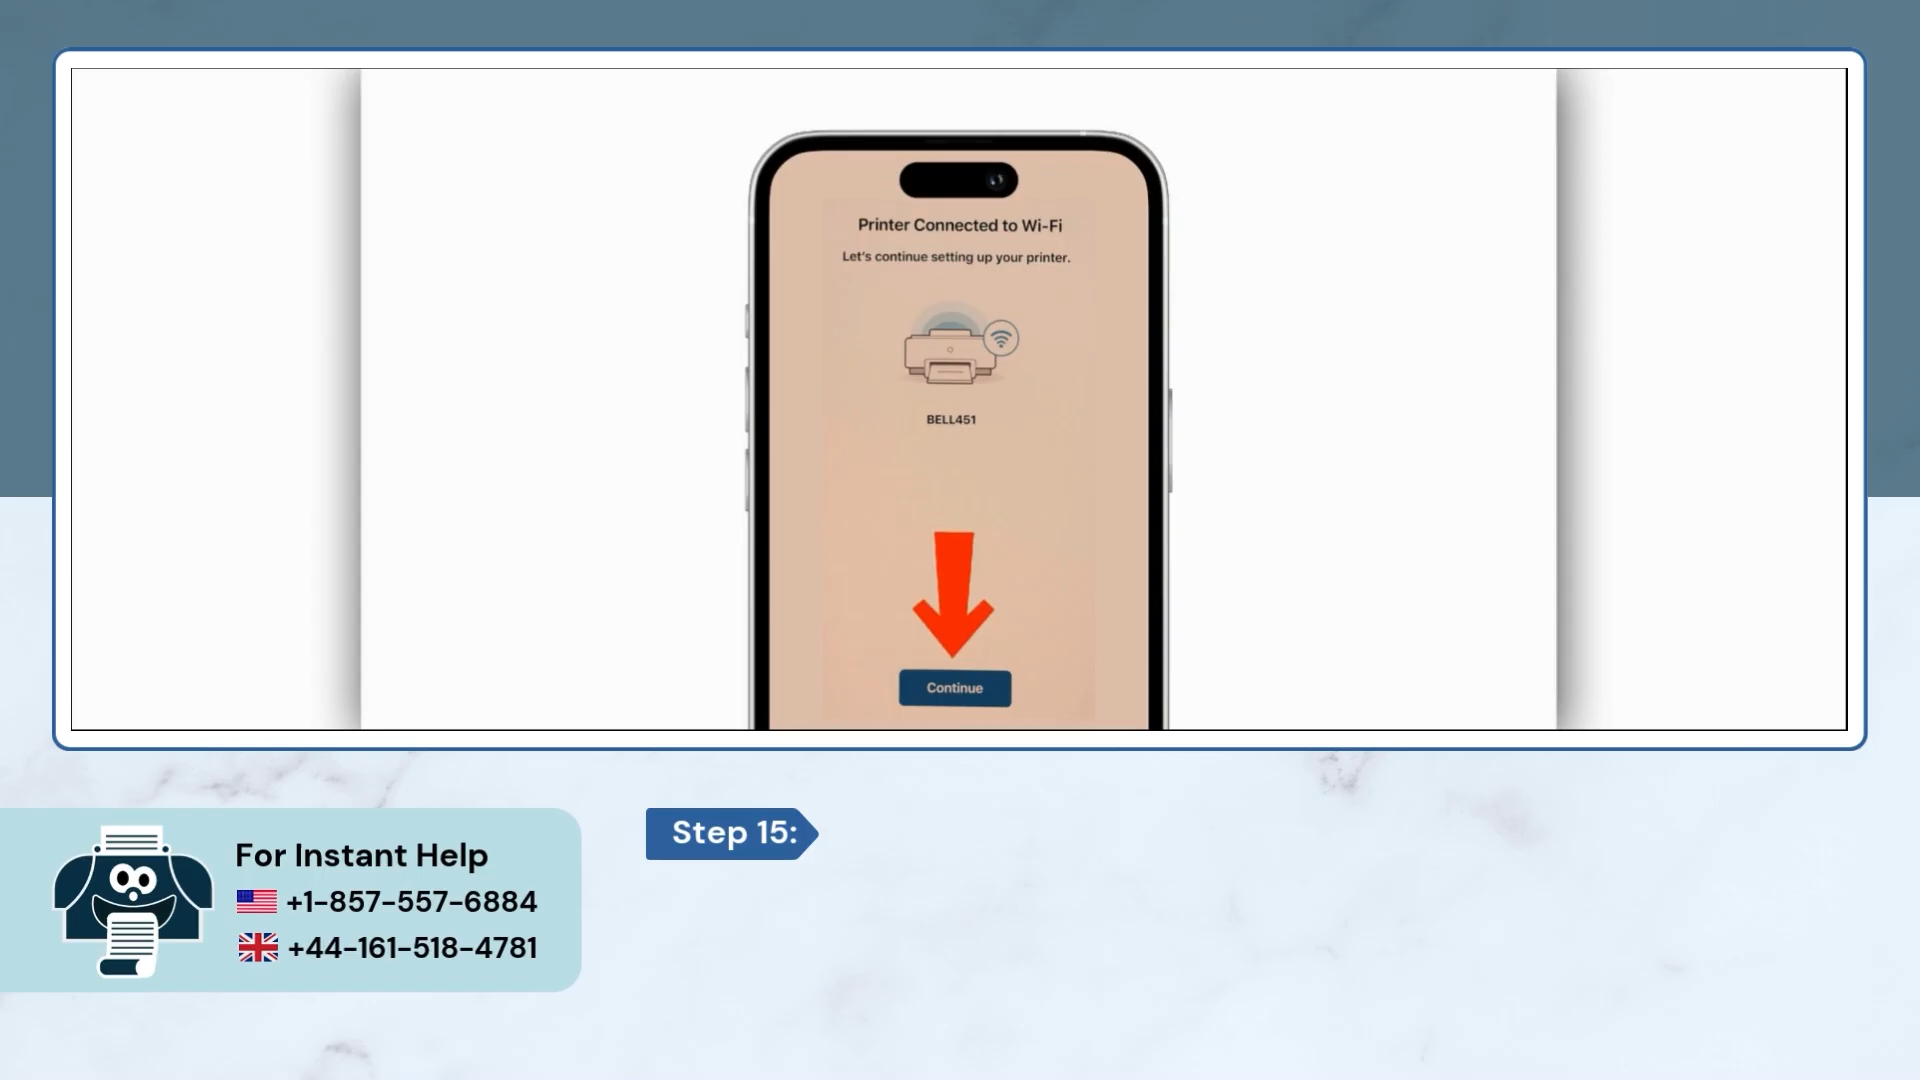 Printer Connected to Wi-Fi
Let's continue setting up your printer.
BELL451
Continue
For Instant Help
+1-857-557-6884
+44-161-518-4781
Step 15: